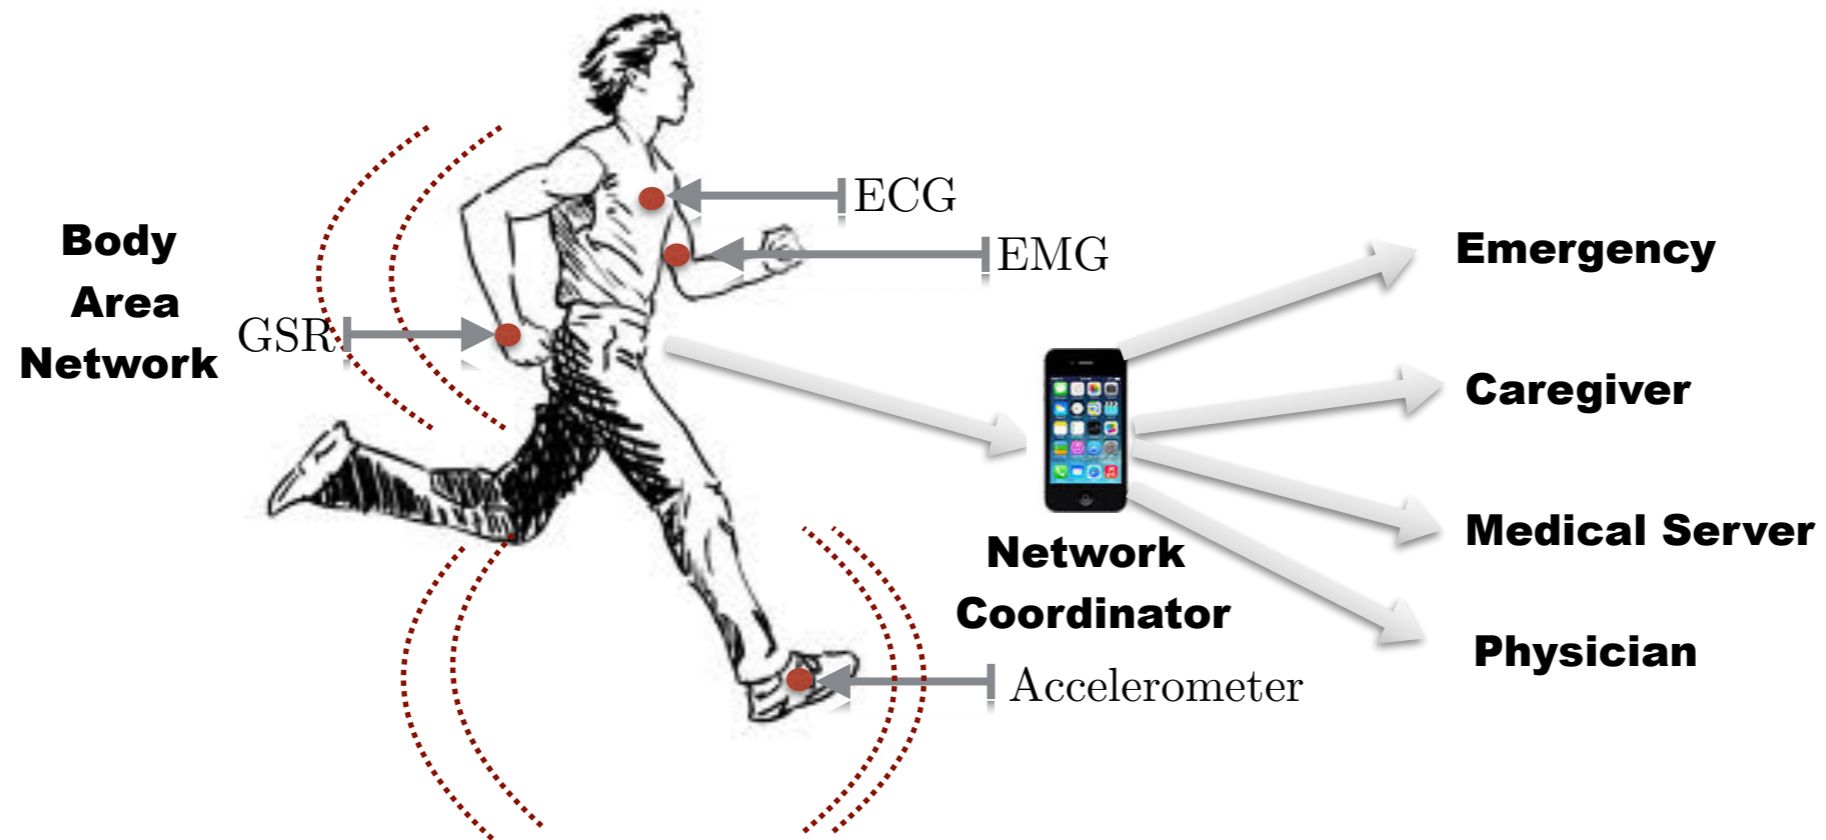 Body
Area
Network
GSR
ECG
EMG
Accelerometer
Network
Coordinator
Emergency
Caregiver
Medical Server
Physician